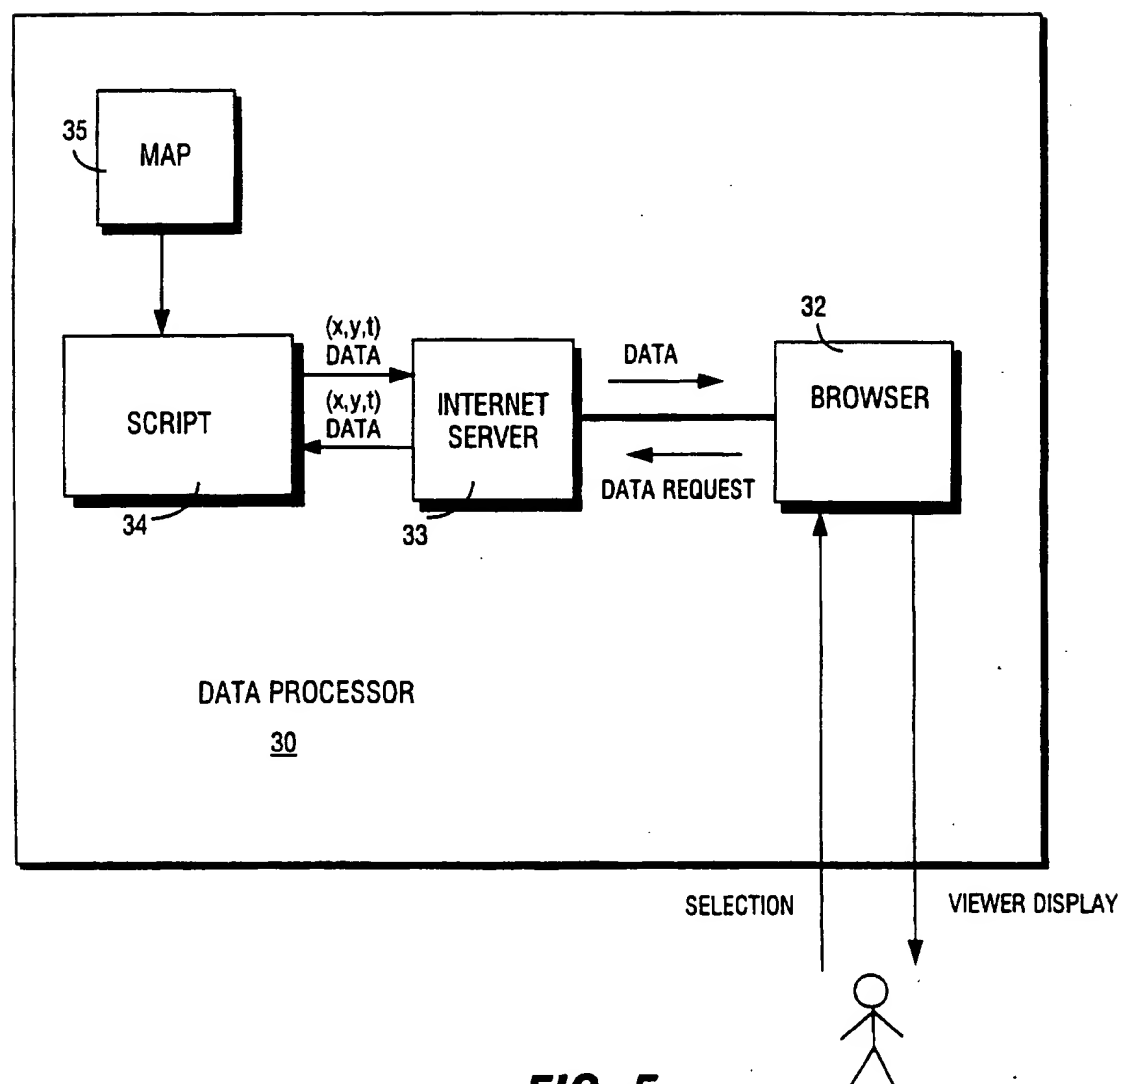 35
MAP
32
(x,y,t)
DATA
DATA
(x,y,t)
DATA
SCRIPT
INTERNET
SERVER
BROWSER
DATA REQUEST
34
33
DATA PROCESSOR
30
SELECTION
VIEWER DISPLAY